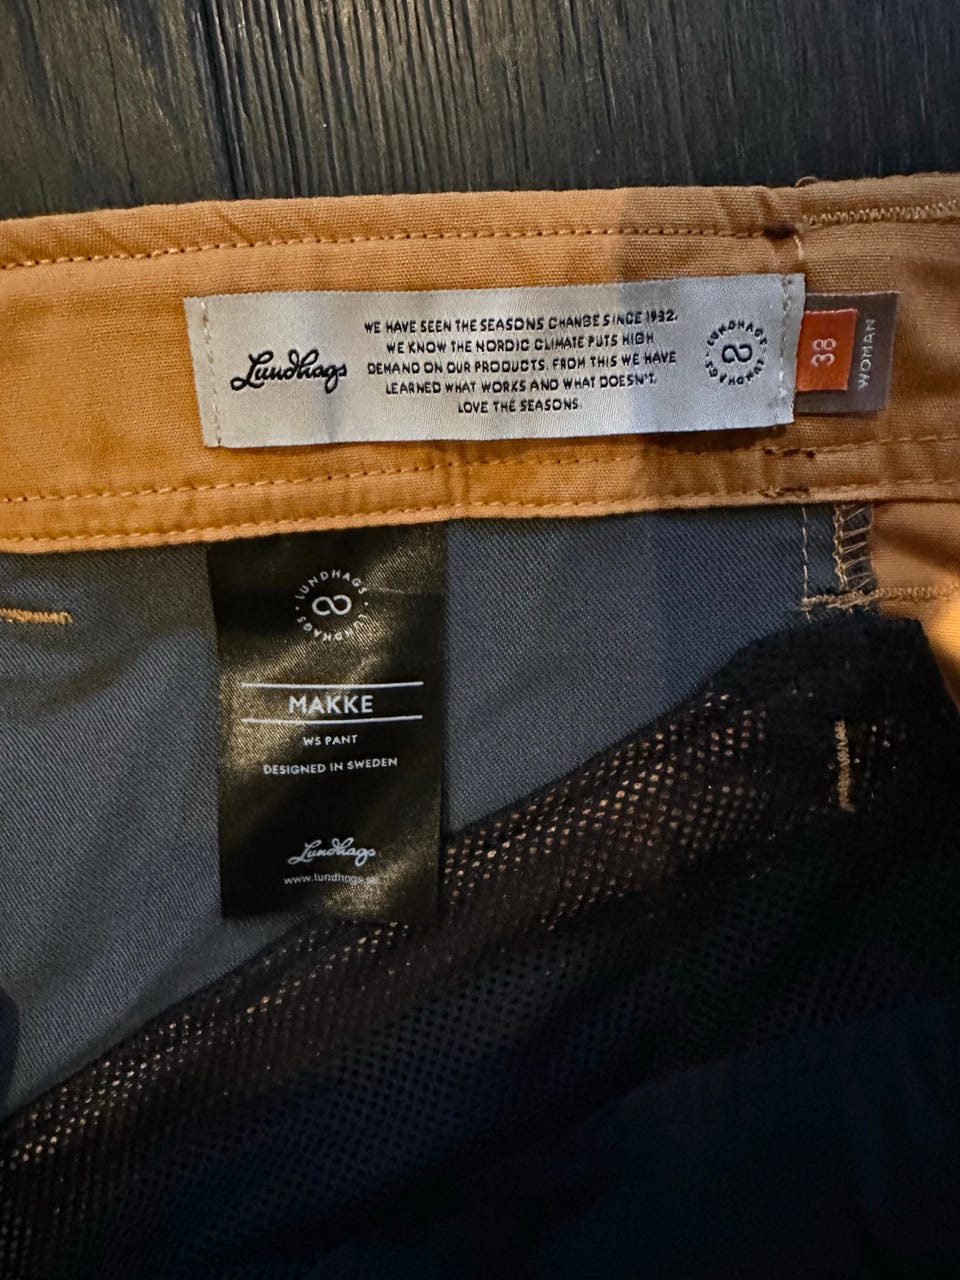 Lundhags
WE HAVE SEEN THE SEASONS CHANGE SINCE 1932.
WE KNOW THE NORDIC CLIMATE PUTS HIGH
DEMAND ON OUR PRODUCTS. FROM THIS WE HAVE
LEARNED WHAT WORKS AND WHAT DOESN'T.
LOVE THE SEASONS.
LUNDHAGS · LUNDHAGS ·
38
WOMAN
LUNDHAGS · LUNDHAGS ·
MAKKE
WS PANT
DESIGNED IN SWEDEN
Lundhags
www.lundhags.se